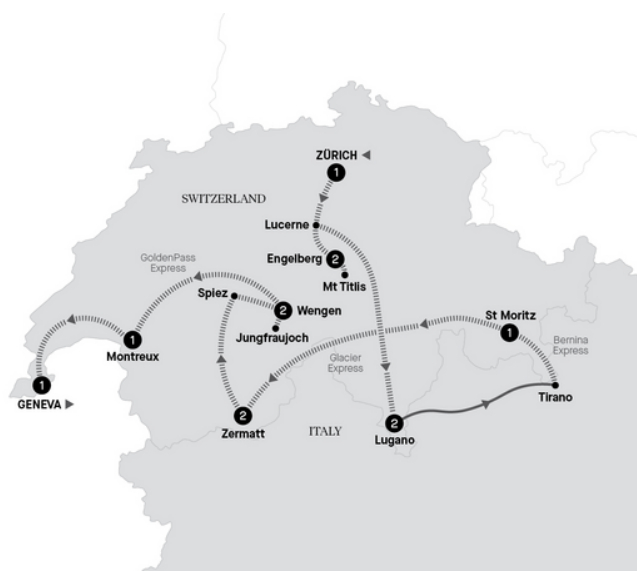 ZÜRICH
1
SWITZERLAND
Lucerne
Engelberg
2
Mt Titlis
GoldenPass
Express
Spiez
2
Wengen
Jungfraujoch
St Moritz
1
Bernina
Express
Montreux
1
Glacier
Express
GENEVA
1
Tirano
2
Zermatt
ITALY
2
Lugano